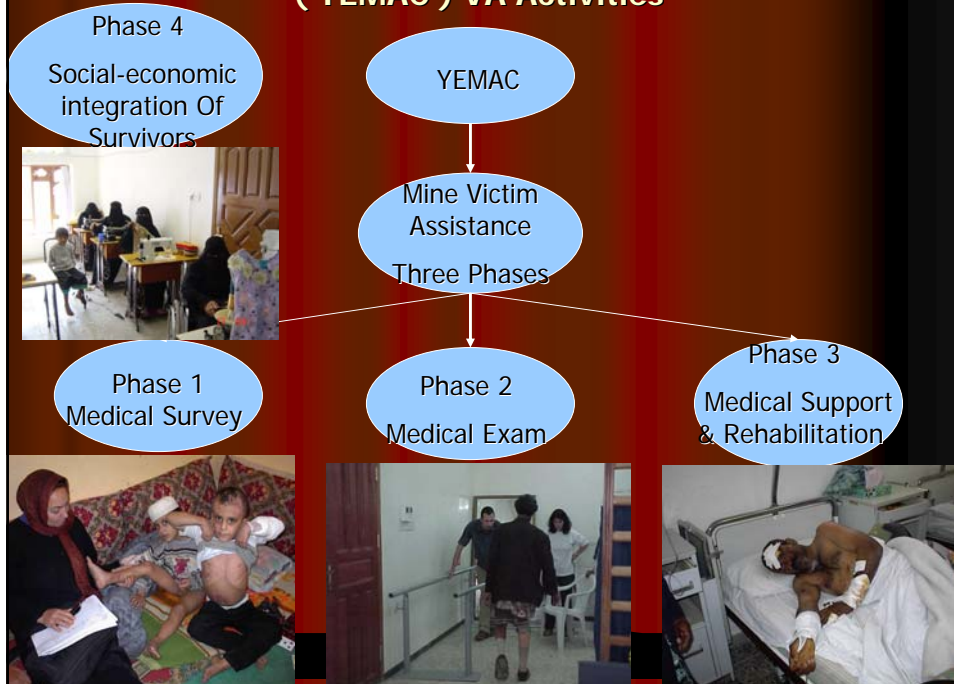 ( YEMAC ) VA Activities
Phase 4
Social-economic
integration Of
Survivors
YEMAC
Mine Victim
Assistance
Three Phases
Phase 1
Medical Survey
Phase 2
Medical Exam
Phase 3
Medical Support
& Rehabilitation